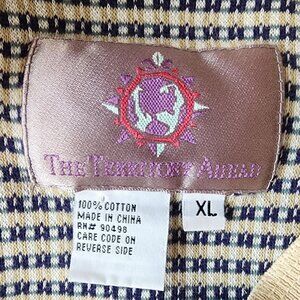 THE TERRITORY AHEAD
100% COTTON
MADE IN CHINA
RN# 90498
CARE CODE ON
REVERSE SIDE
XL